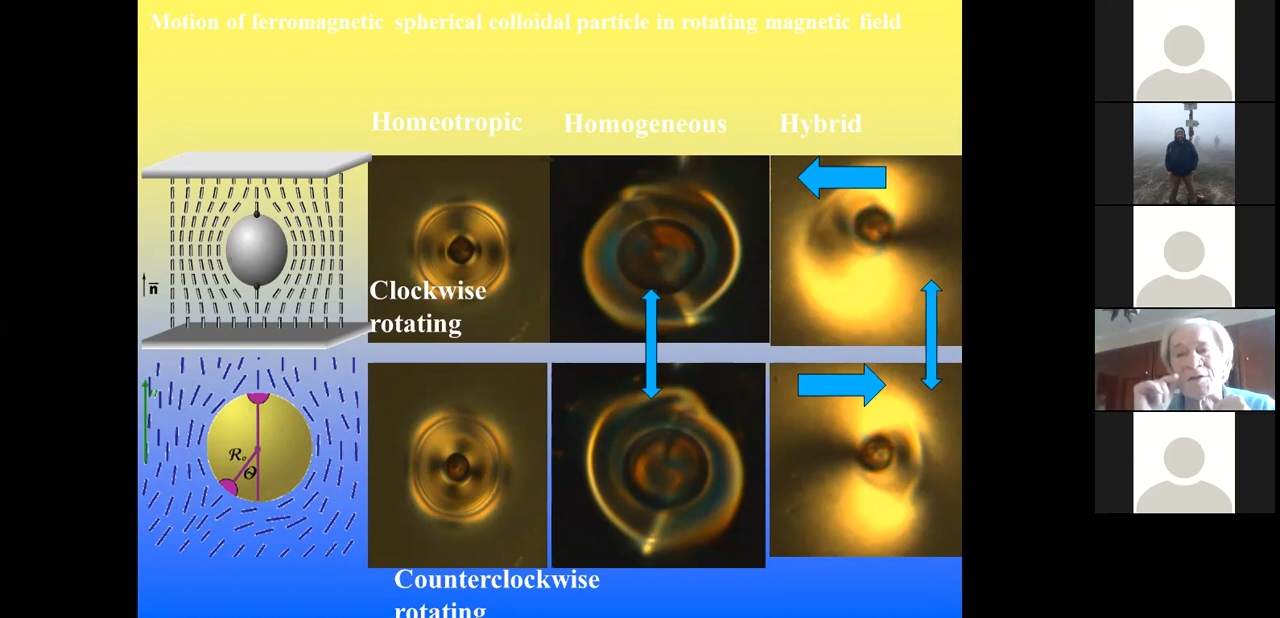 Motion of ferromagnetic spherical colloidal particle in rotating magnetic field
Homeotropic
Homogeneous
Hybrid
n
Clockwise
rotating
R₀
Θ
Counterclockwise
rotating